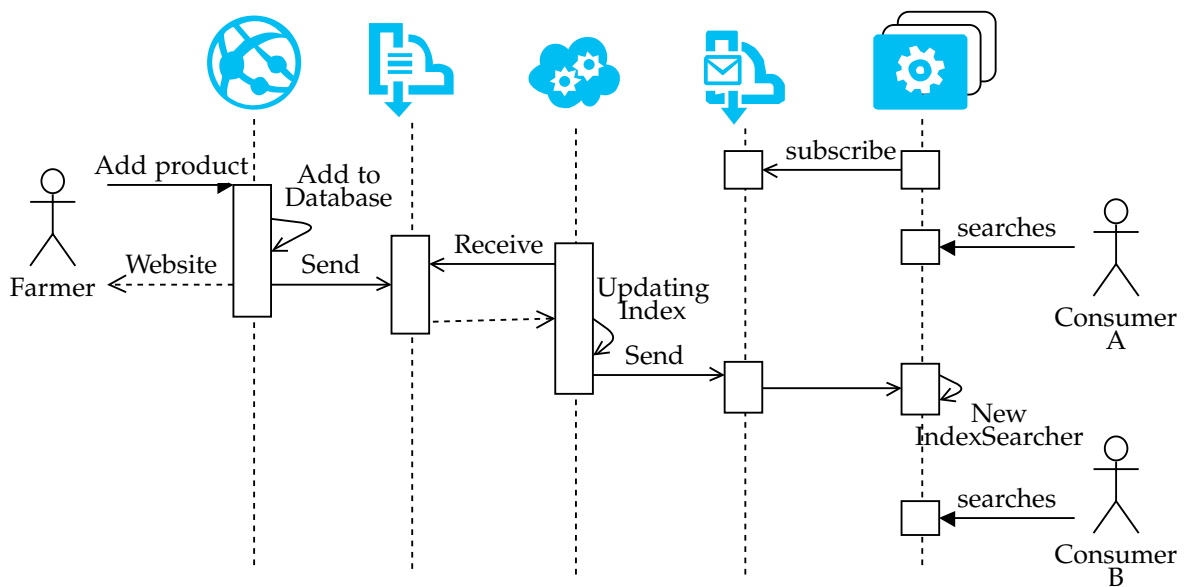 subscribe
Add product
Add to
Database
searches
Receive
Website
Send
Farmer
Updating
Index
Consumer
A
Send
New
IndexSearcher
searches
Consumer
B